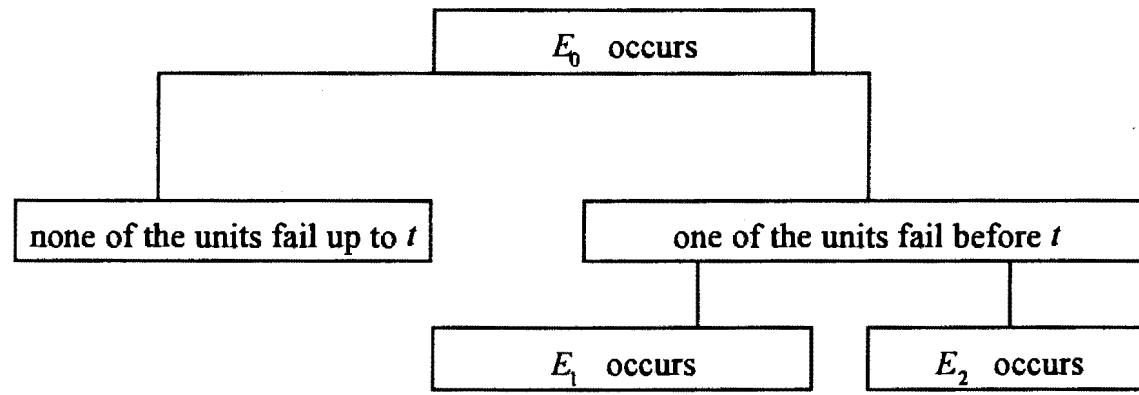 E₀ occurs
none of the units fail up to t
one of the units fail before t
E₁ occurs
E₂ occurs